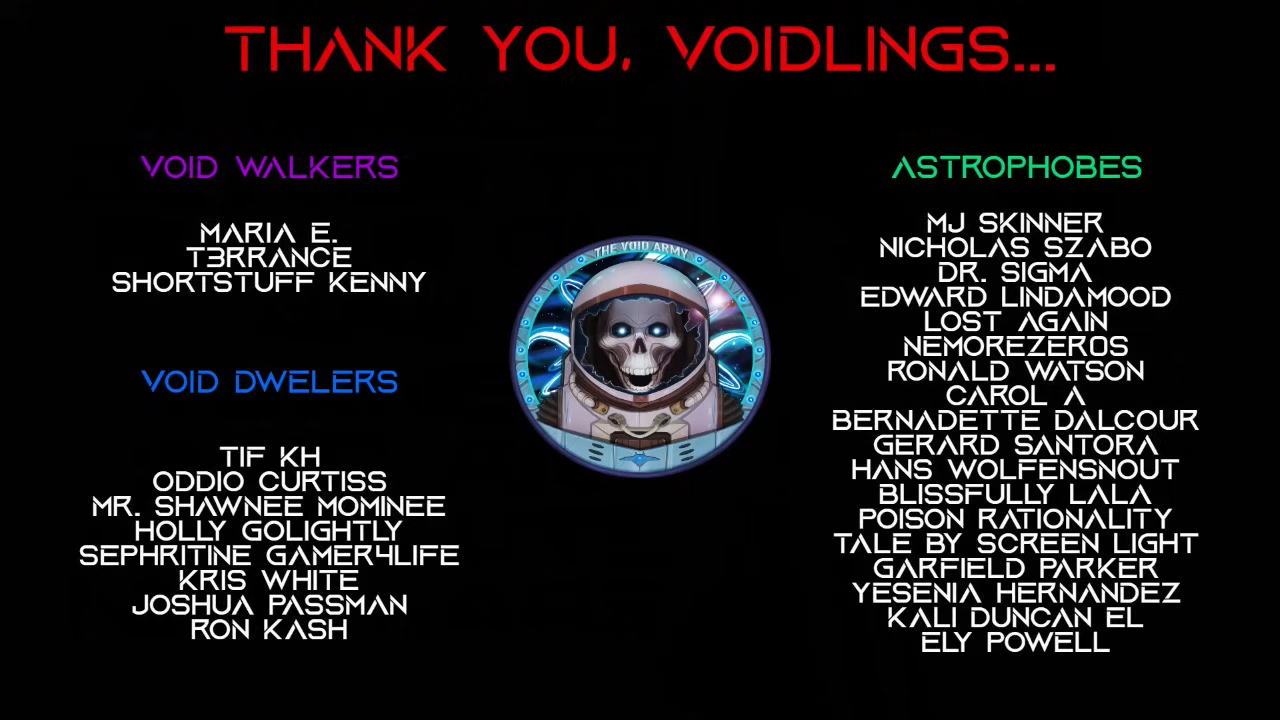 THANK YOU, VOIDLINGS...
VOID WALKERS
MARIA E.
T3RRANCE
SHORTSTUFF KENNY
VOID DWELERS
TIF KH
ODDIO CURTISS
MR. SHAWNEE MOMINEE
HOLLY GOLIGHTLY
SEPHRITINE GAMER4LIFE
KRIS WHITE
JOSHUA PASSMAN
RON KASH
THE VOID ARMY
ASTROPHOBES
MJ SKINNER
NICHOLAS SZABO
DR. SIGMA
EDWARD LINDAMOOD
LOST AGAIN
NEMOREZER0S
RONALD WATSON
CAROL A
BERNADETTE DALCOUR
GERARD SANTORA
HANS WOLFENSNOUT
BLISSFULLY LALA
POISON RATIONALITY
TALE BY SCREEN LIGHT
GARFIELD PARKER
YESENIA HERNANDEZ
KALI DUNCAN EL
ELY POWELL